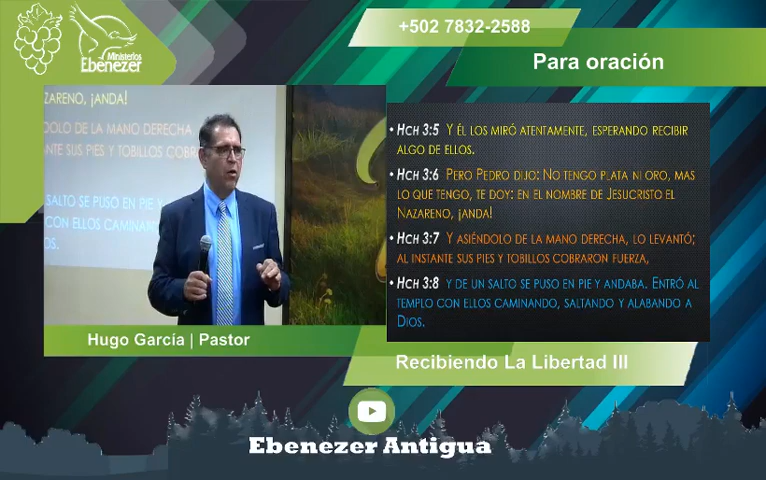 +502 7832-2588
Para oración
Ministerios
Ebenezer
ZARENO, ¡ANDA!
NDOLO DE LA MANO DERECHA
ANTE SUS PIES Y TOBILLOS COBR
SALTO SE PUSO EN PIE Y
CON ELLOS CAMINANDO
OS.
• HCH 3:5 Y ÉL LOS MIRÓ ATENTAMENTE, ESPERANDO RECIBIR
ALGO DE ELLOS.
• HCH 3:6 PERO PEDRO DIJO: NO TENGO PLATA NI ORO, MAS
LO QUE TENGO, TE DOY: EN EL NOMBRE DE JESUCRISTO EL
NAZARENO, ¡ANDA!
• HCH 3:7 Y ASIÉNDOLO DE LA MANO DERECHA, LO LEVANTÓ;
AL INSTANTE SUS PIES Y TOBILLOS COBRARON FUERZA,
• HCH 3:8 Y DE UN SALTO SE PUSO EN PIE Y ANDABA. ENTRÓ AL
TEMPLO CON ELLOS CAMINANDO, SALTANDO Y ALABANDO A
DIOS.
Hugo García | Pastor
Recibiendo La Libertad III
Ebenezer Antigua